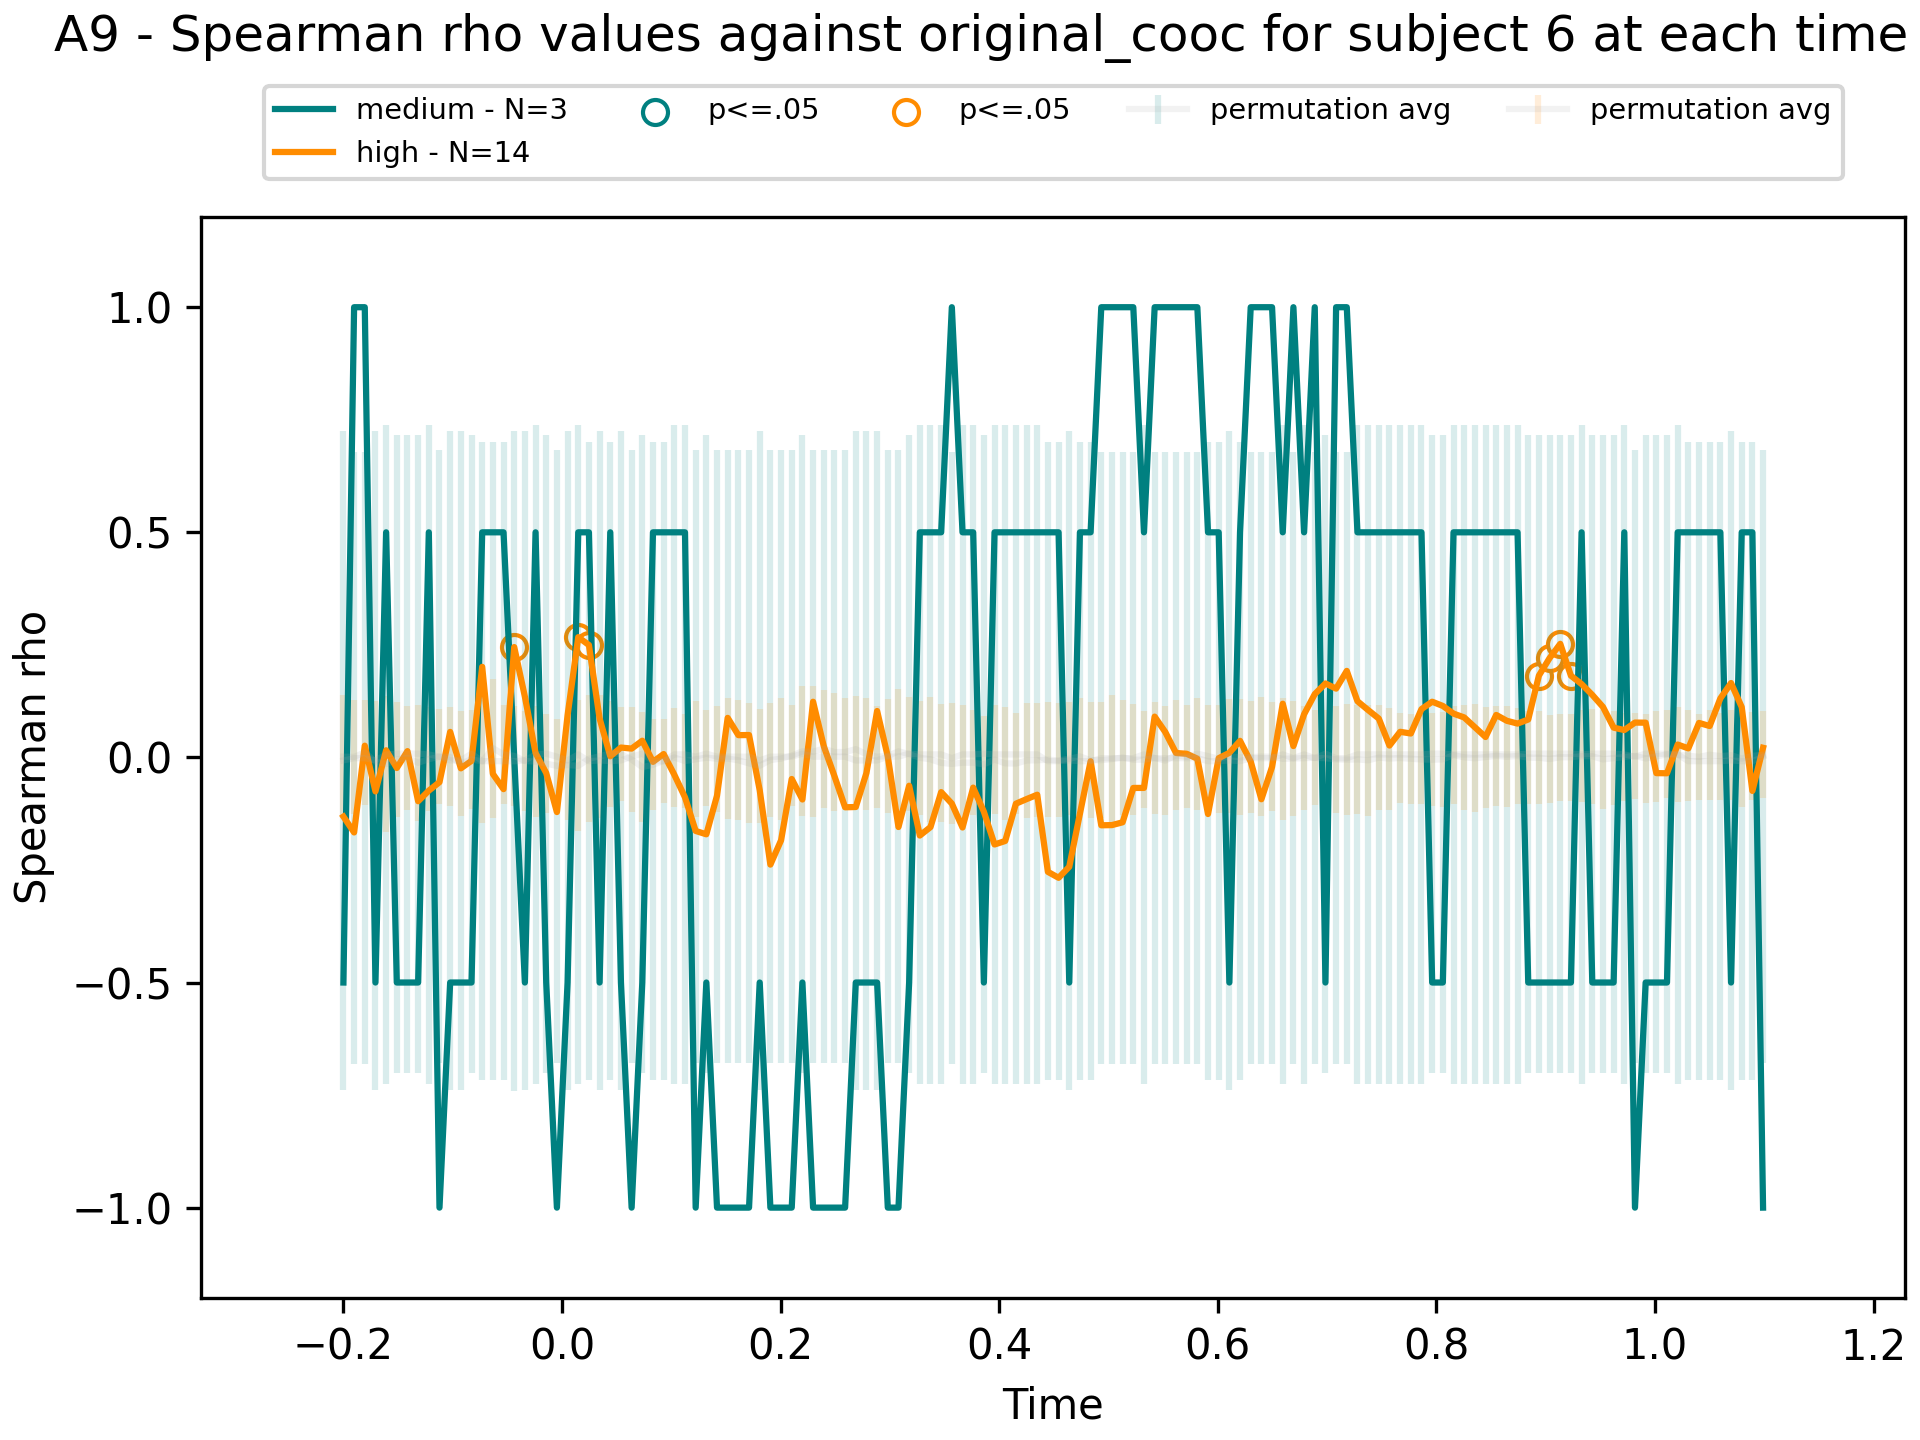 A9 - Spearman rho values against original_cooc for subject 6 at each time
medium - N=3 p<=.05 p<=.05 permutation avg permutation avg
high - N=14
1.0
0.5
0.0
−0.5
−1.0
Spearman rho
−0.2 0.0 0.2 0.4 0.6 0.8 1.0 1.2
Time